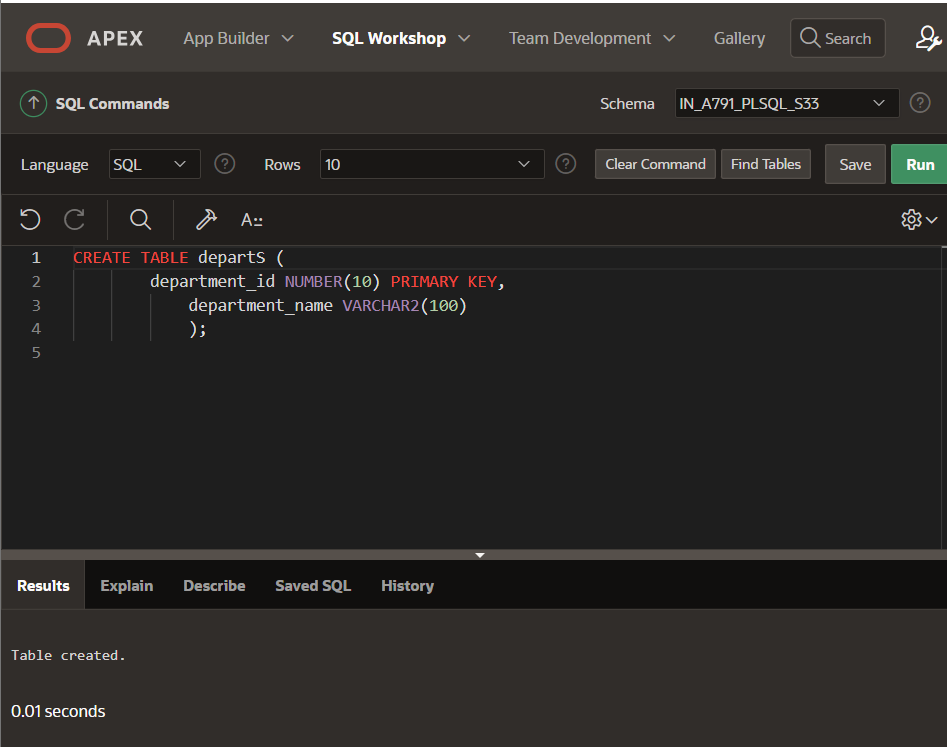 APEX App Builder SQL Workshop Team Development Gallery Search
SQL Commands Schema IN_A791_PLSQL_S33 ?
Language SQL ? Rows 10 ? Clear Command Find Tables Save Run
A::
1 CREATE TABLE departS (
2 department_id NUMBER(10) PRIMARY KEY,
3 department_name VARCHAR2(100)
4 );
5
Results Explain Describe Saved SQL History
Table created.
0.01 seconds